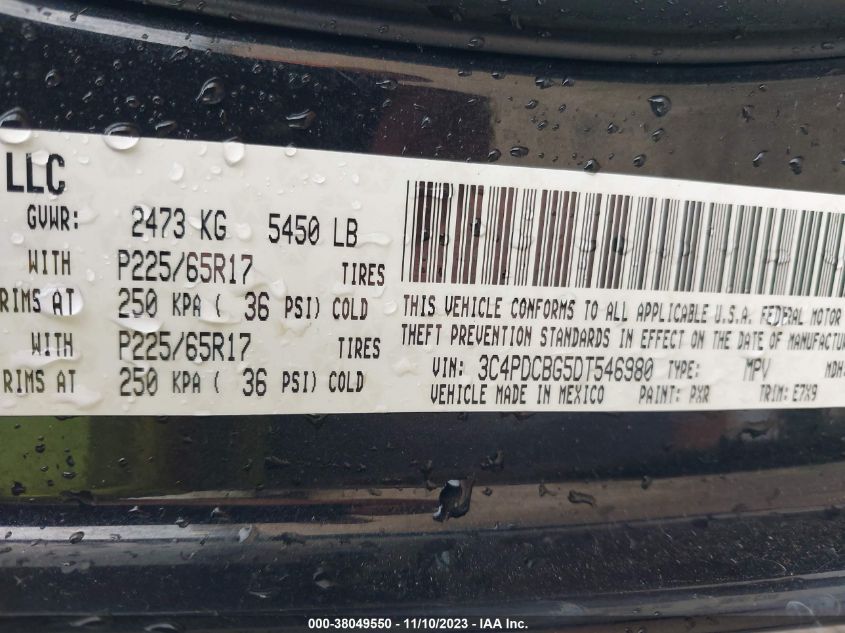 LLC
GVWR: 2473 KG 5450 LB
WITH P225/65R17 TIRES
RIMS AT 250 KPA ( 36 PSI) COLD
WITH P225/65R17 TIRES
RIMS AT 250 KPA ( 36 PSI) COLD
THIS VEHICLE CONFORMS TO ALL APPLICABLE U.S.A. FEDERAL MOTOR
THEFT PREVENTION STANDARDS IN EFFECT ON THE DATE OF MANUFACTUR
VIN: 3C4PDCBG5DT546980 TYPE: MPV MDH:
VEHICLE MADE IN MEXICO PAINT: PXR TRIM: E7X9
000-38049550 - 11/10/2023 - IAA Inc.